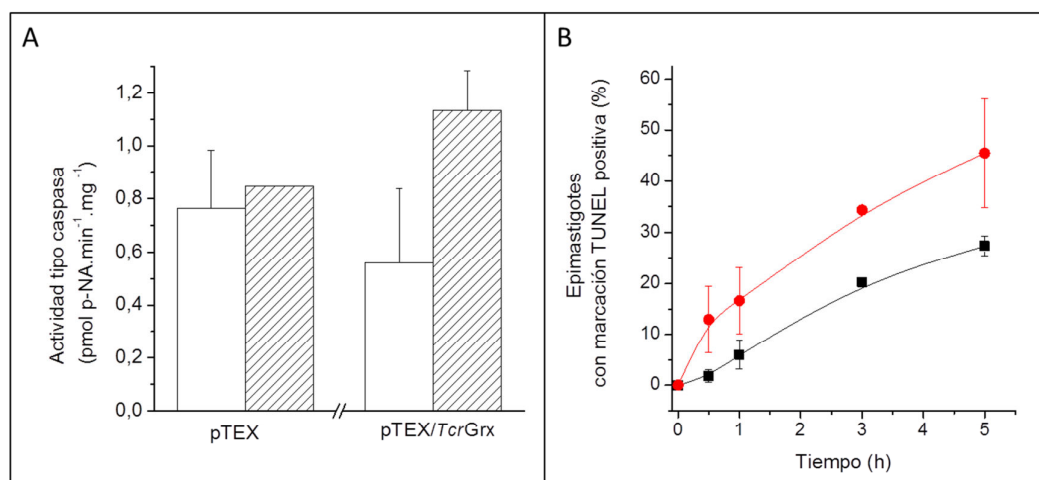 A
Actividad tipo caspasa
(pmol p-NA.min⁻¹.mg⁻¹)
1,2
1,0
0,8
0,6
0,4
0,2
0,0
pTEX
pTEX/TcrGrx
B
Epimastigotes
con marcación TUNEL positiva (%)
60
50
40
30
20
10
0
0
1
2
3
4
5
Tiempo (h)